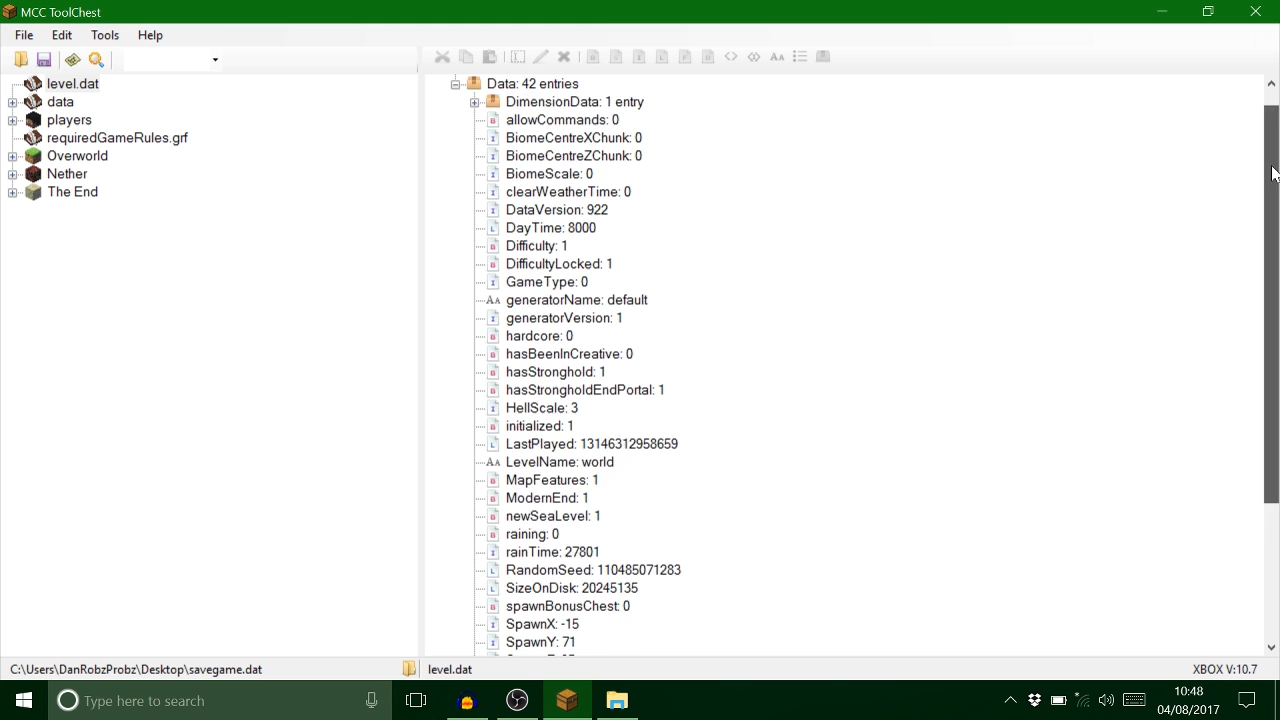 MCC ToolChest
File Edit Tools Help
level.dat
data
players
requiredGameRules.grf
Overworld
Nether
The End
Data: 42 entries
DimensionData: 1 entry
allowCommands: 0
BiomeCentreXChunk: 0
BiomeCentreZChunk: 0
BiomeScale: 0
clearWeatherTime: 0
DataVersion: 922
DayTime: 8000
Difficulty: 1
DifficultyLocked: 1
GameType: 0
generatorName: default
generatorVersion: 1
hardcore: 0
hasBeenInCreative: 0
hasStronghold: 1
hasStrongholdEndPortal: 1
HellScale: 3
initialized: 1
LastPlayed: 13146312958659
LevelName: world
MapFeatures: 1
ModernEnd: 1
newSeaLevel: 1
raining: 0
rainTime: 27801
RandomSeed: 110485071283
SizeOnDisk: 20245135
spawnBonusChest: 0
SpawnX: -15
SpawnY: 71
C:\Users\DanRobzProbz\Desktop\savegame.dat
level.dat
XBOX V:10.7
Type here to search
10:48
04/08/2017